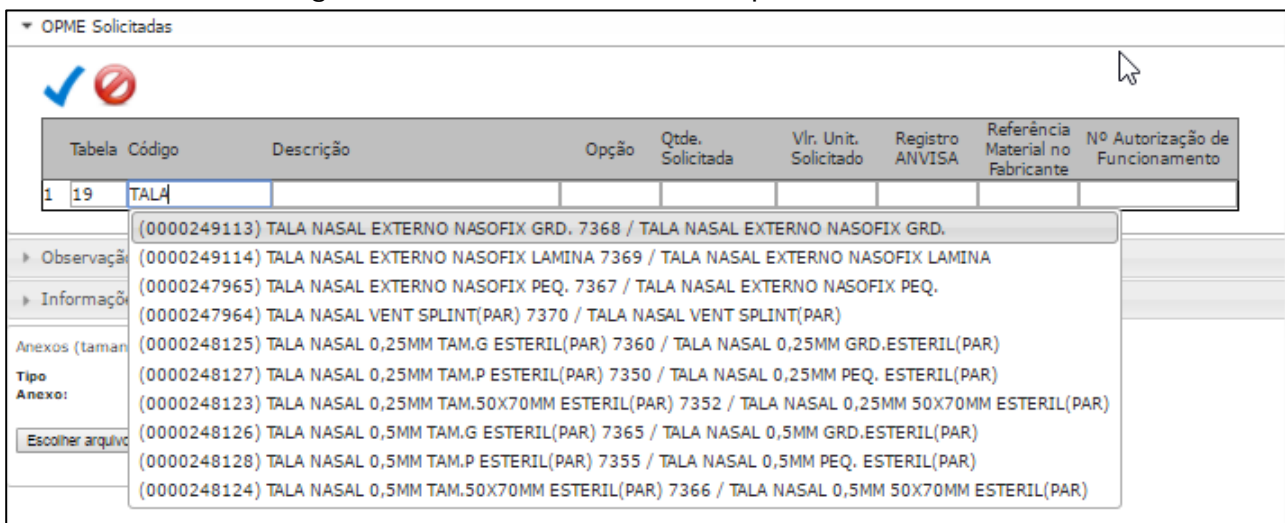 OPME Solicitadas
Tabela Código Descrição Opção Qtde. Solicitada Vlr. Unit. Solicitado Registro ANVISA Referência Material no Fabricante Nº Autorização de Funcionamento
1 19 TALA
(0000249113) TALA NASAL EXTERNO NASOFIX GRD. 7368 / TALA NASAL EXTERNO NASOFIX GRD.
(0000249114) TALA NASAL EXTERNO NASOFIX LAMINA 7369 / TALA NASAL EXTERNO NASOFIX LAMINA
(0000247965) TALA NASAL EXTERNO NASOFIX PEQ. 7367 / TALA NASAL EXTERNO NASOFIX PEQ.
(0000247964) TALA NASAL VENT SPLINT(PAR) 7370 / TALA NASAL VENT SPLINT(PAR)
(0000248125) TALA NASAL 0,25MM TAM.G ESTERIL(PAR) 7360 / TALA NASAL 0,25MM GRD.ESTERIL(PAR)
(0000248127) TALA NASAL 0,25MM TAM.P ESTERIL(PAR) 7350 / TALA NASAL 0,25MM PEQ. ESTERIL(PAR)
(0000248123) TALA NASAL 0,25MM TAM.50X70MM ESTERIL(PAR) 7352 / TALA NASAL 0,25MM 50X70MM ESTERIL(PAR)
(0000248126) TALA NASAL 0,5MM TAM.G ESTERIL(PAR) 7365 / TALA NASAL 0,5MM GRD.ESTERIL(PAR)
(0000248128) TALA NASAL 0,5MM TAM.P ESTERIL(PAR) 7355 / TALA NASAL 0,5MM PEQ. ESTERIL(PAR)
(0000248124) TALA NASAL 0,5MM TAM.50X70MM ESTERIL(PAR) 7366 / TALA NASAL 0,5MM 50X70MM ESTERIL(PAR)
Observaçã
Informaçõ
Anexos (taman
Tipo
Anexo:
Escolher arquivo